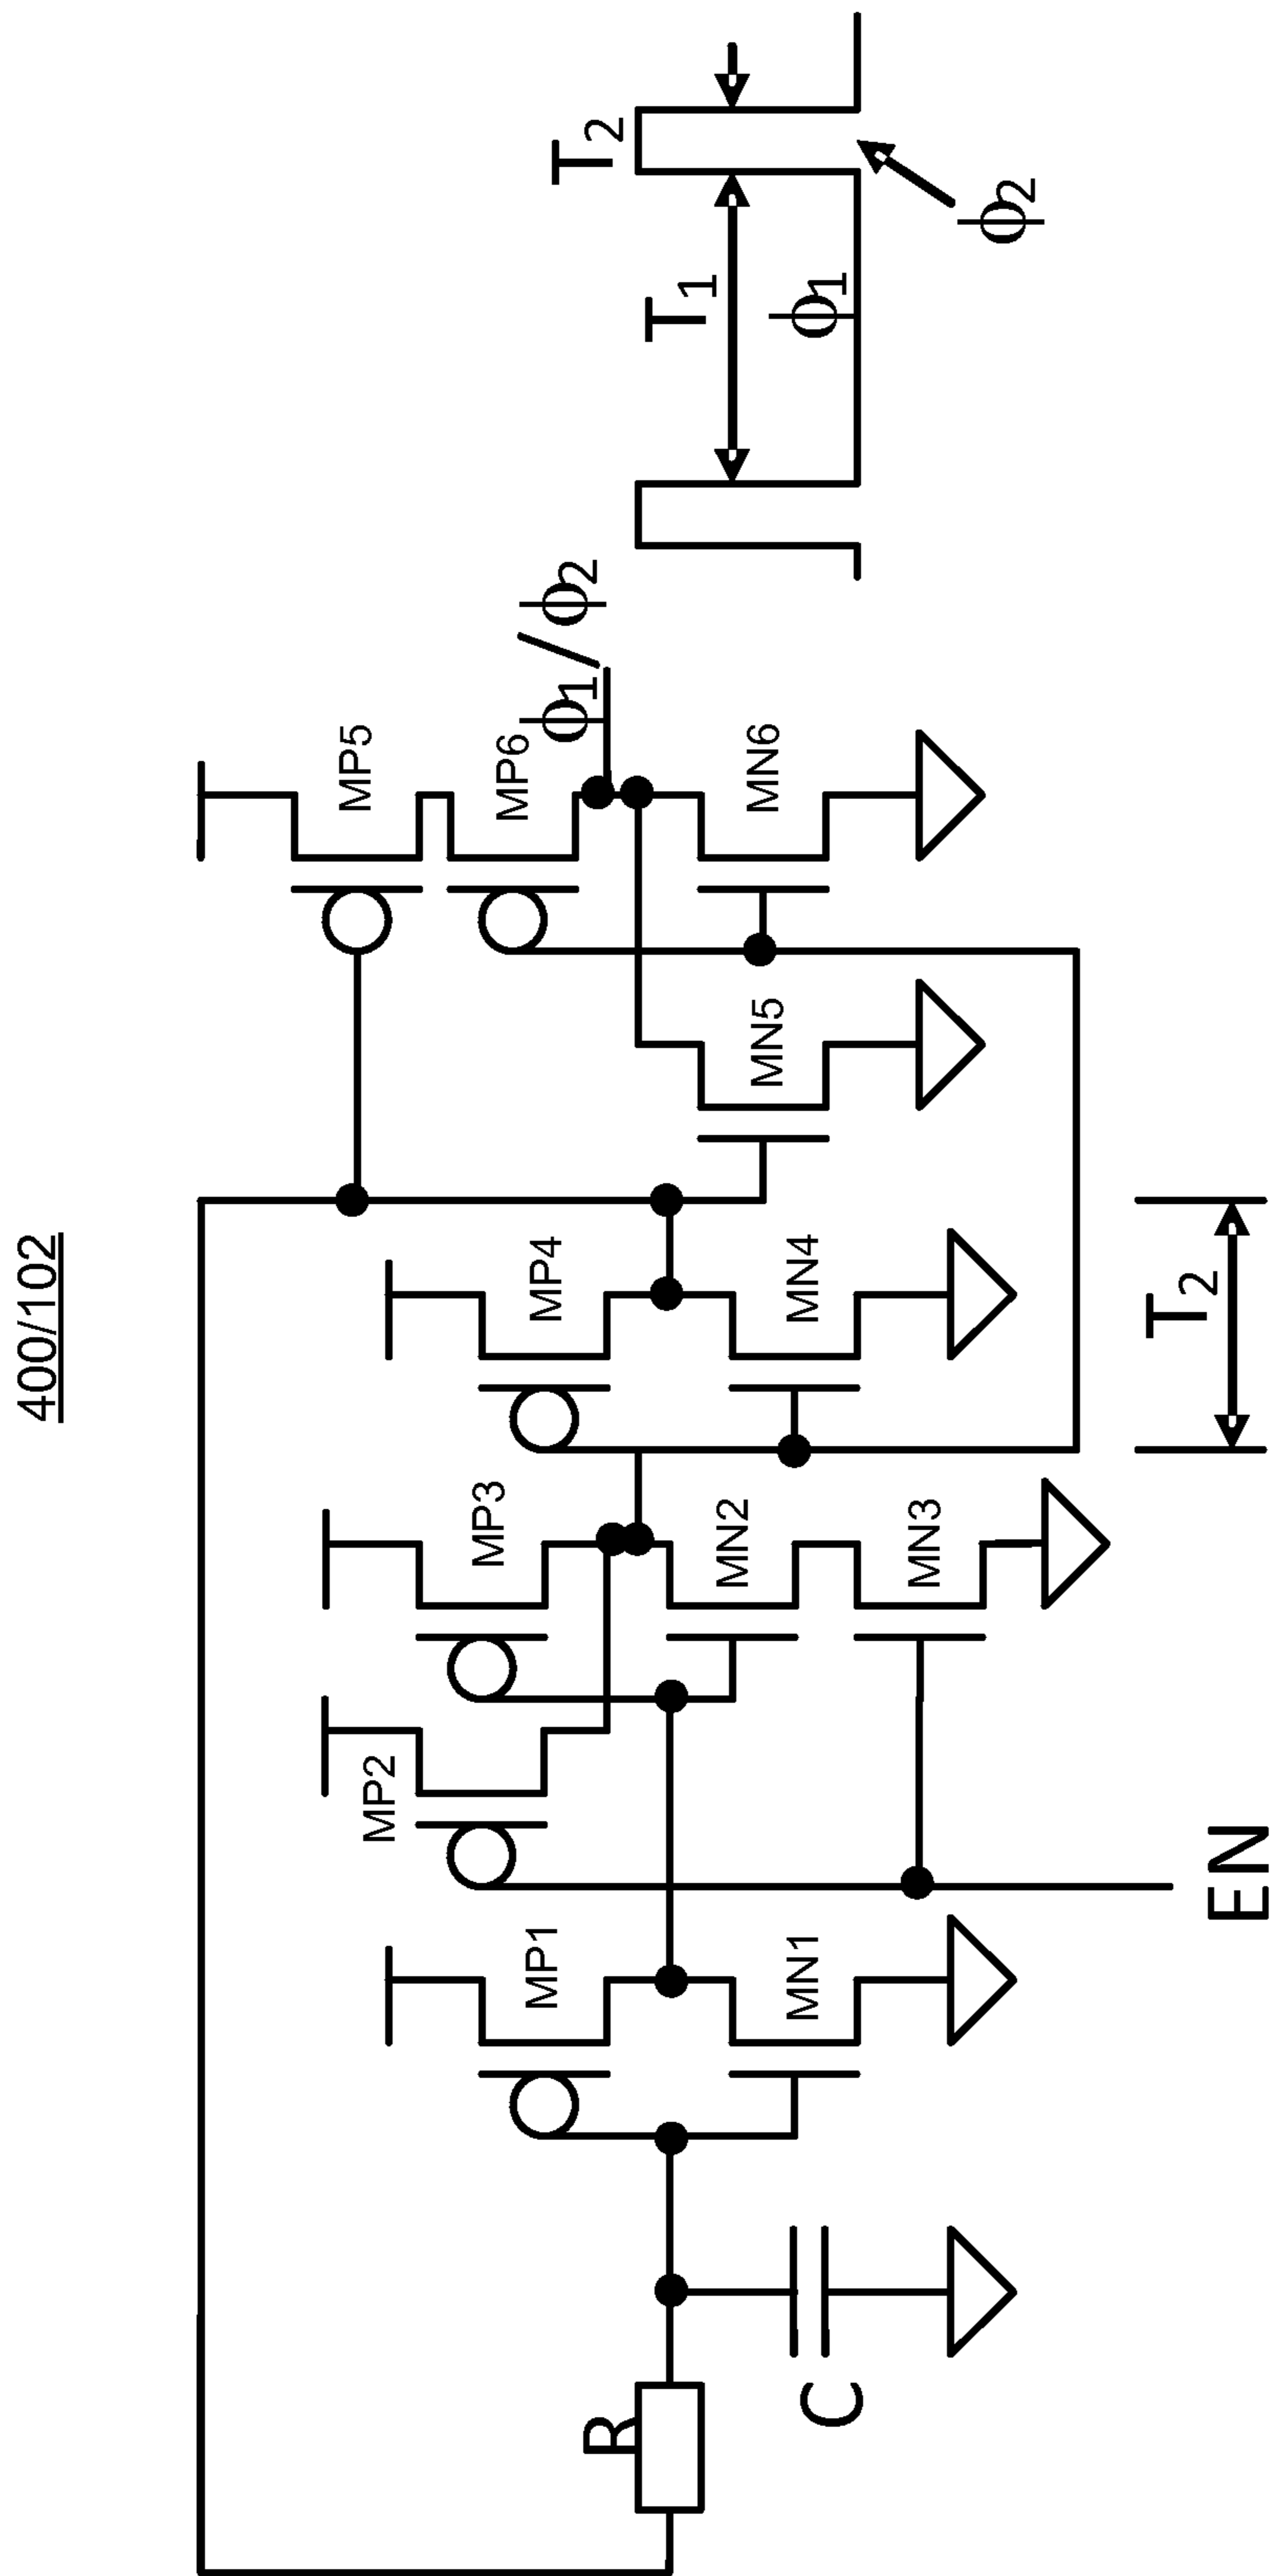 400/102
R
C
MP1
MN1
EN
MP2
MP3
MN2
MN3
MP4
MN4
T2
MN5
MP5
MP6
MN6
ϕ1/ϕ2
T1
ϕ1
T2
ϕ2